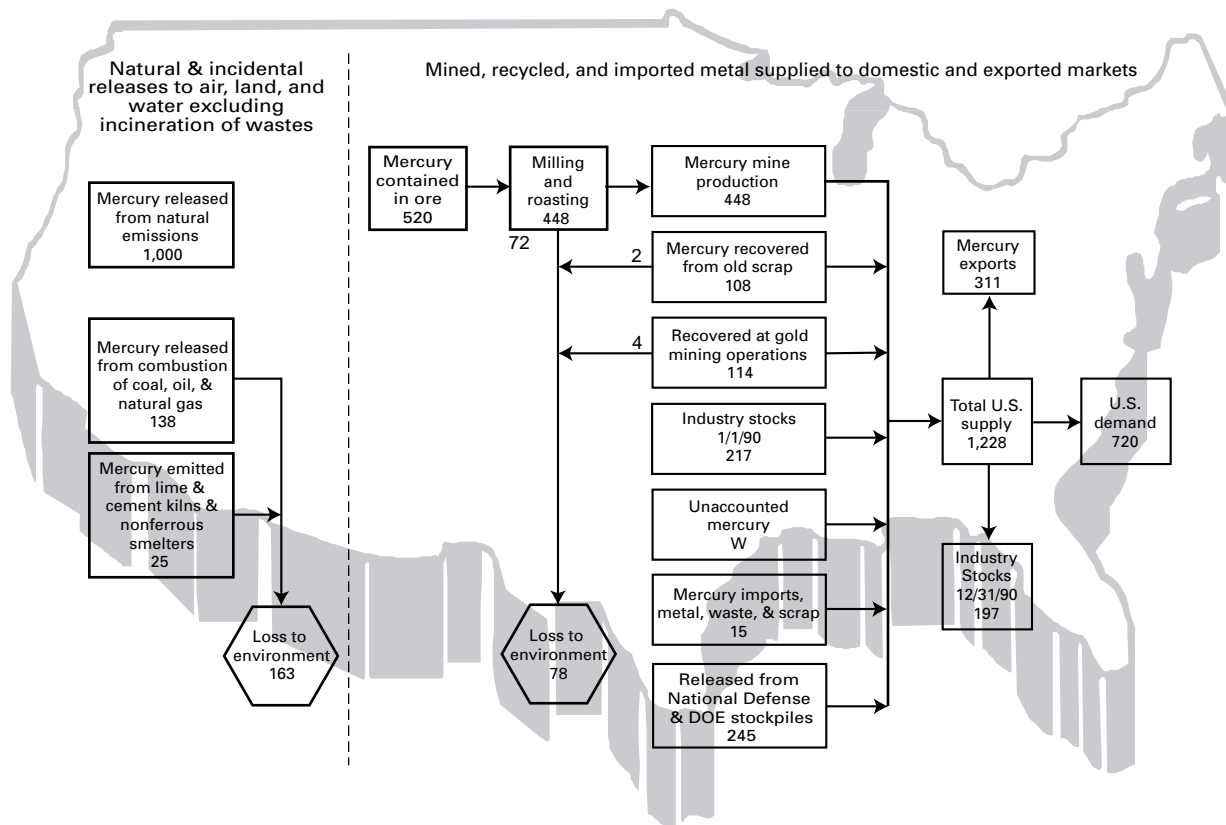 Natural & incidental
releases to air, land, and
water excluding
incineration of wastes
Mercury released
from natural
emissions
1,000
Mercury released
from combustion
of coal, oil, &
natural gas
138
Mercury emitted
from lime &
cement kilns &
nonferrous
smelters
25
Loss to
environment
163
Mined, recycled, and imported metal supplied to domestic and exported markets
Mercury
contained
in ore
520
Milling
and
roasting
448
72
Mercury mine
production
448
2
Mercury recovered
from old scrap
108
4
Recovered at gold
mining operations
114
Industry stocks
1/1/90
217
Unaccounted
mercury
W
Mercury imports,
metal, waste, & scrap
15
Released from
National Defense
& DOE stockpiles
245
Loss to
environment
78
Mercury
exports
311
Total U.S.
supply
1,228
U.S.
demand
720
Industry
Stocks
12/31/90
197